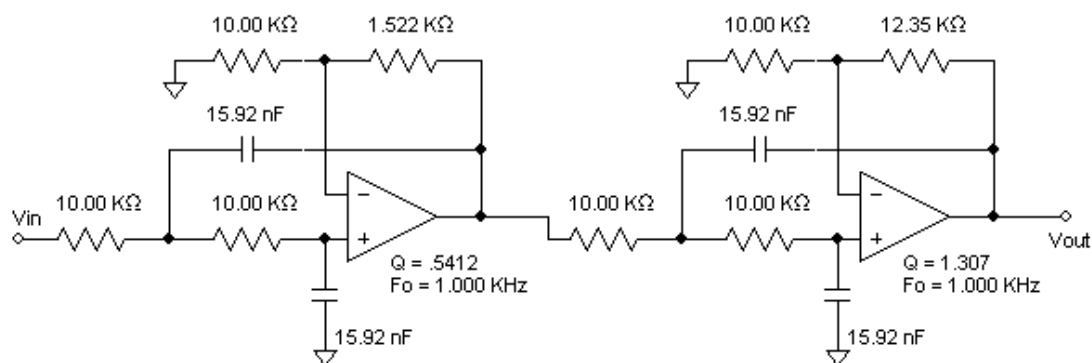 10.00 KΩ
1.522 KΩ
15.92 nF
Vin
10.00 KΩ
10.00 KΩ
−
+
Q = .5412
Fo = 1.000 KHz
15.92 nF
10.00 KΩ
12.35 KΩ
15.92 nF
10.00 KΩ
10.00 KΩ
−
+
Vout
Q = 1.307
Fo = 1.000 KHz
15.92 nF